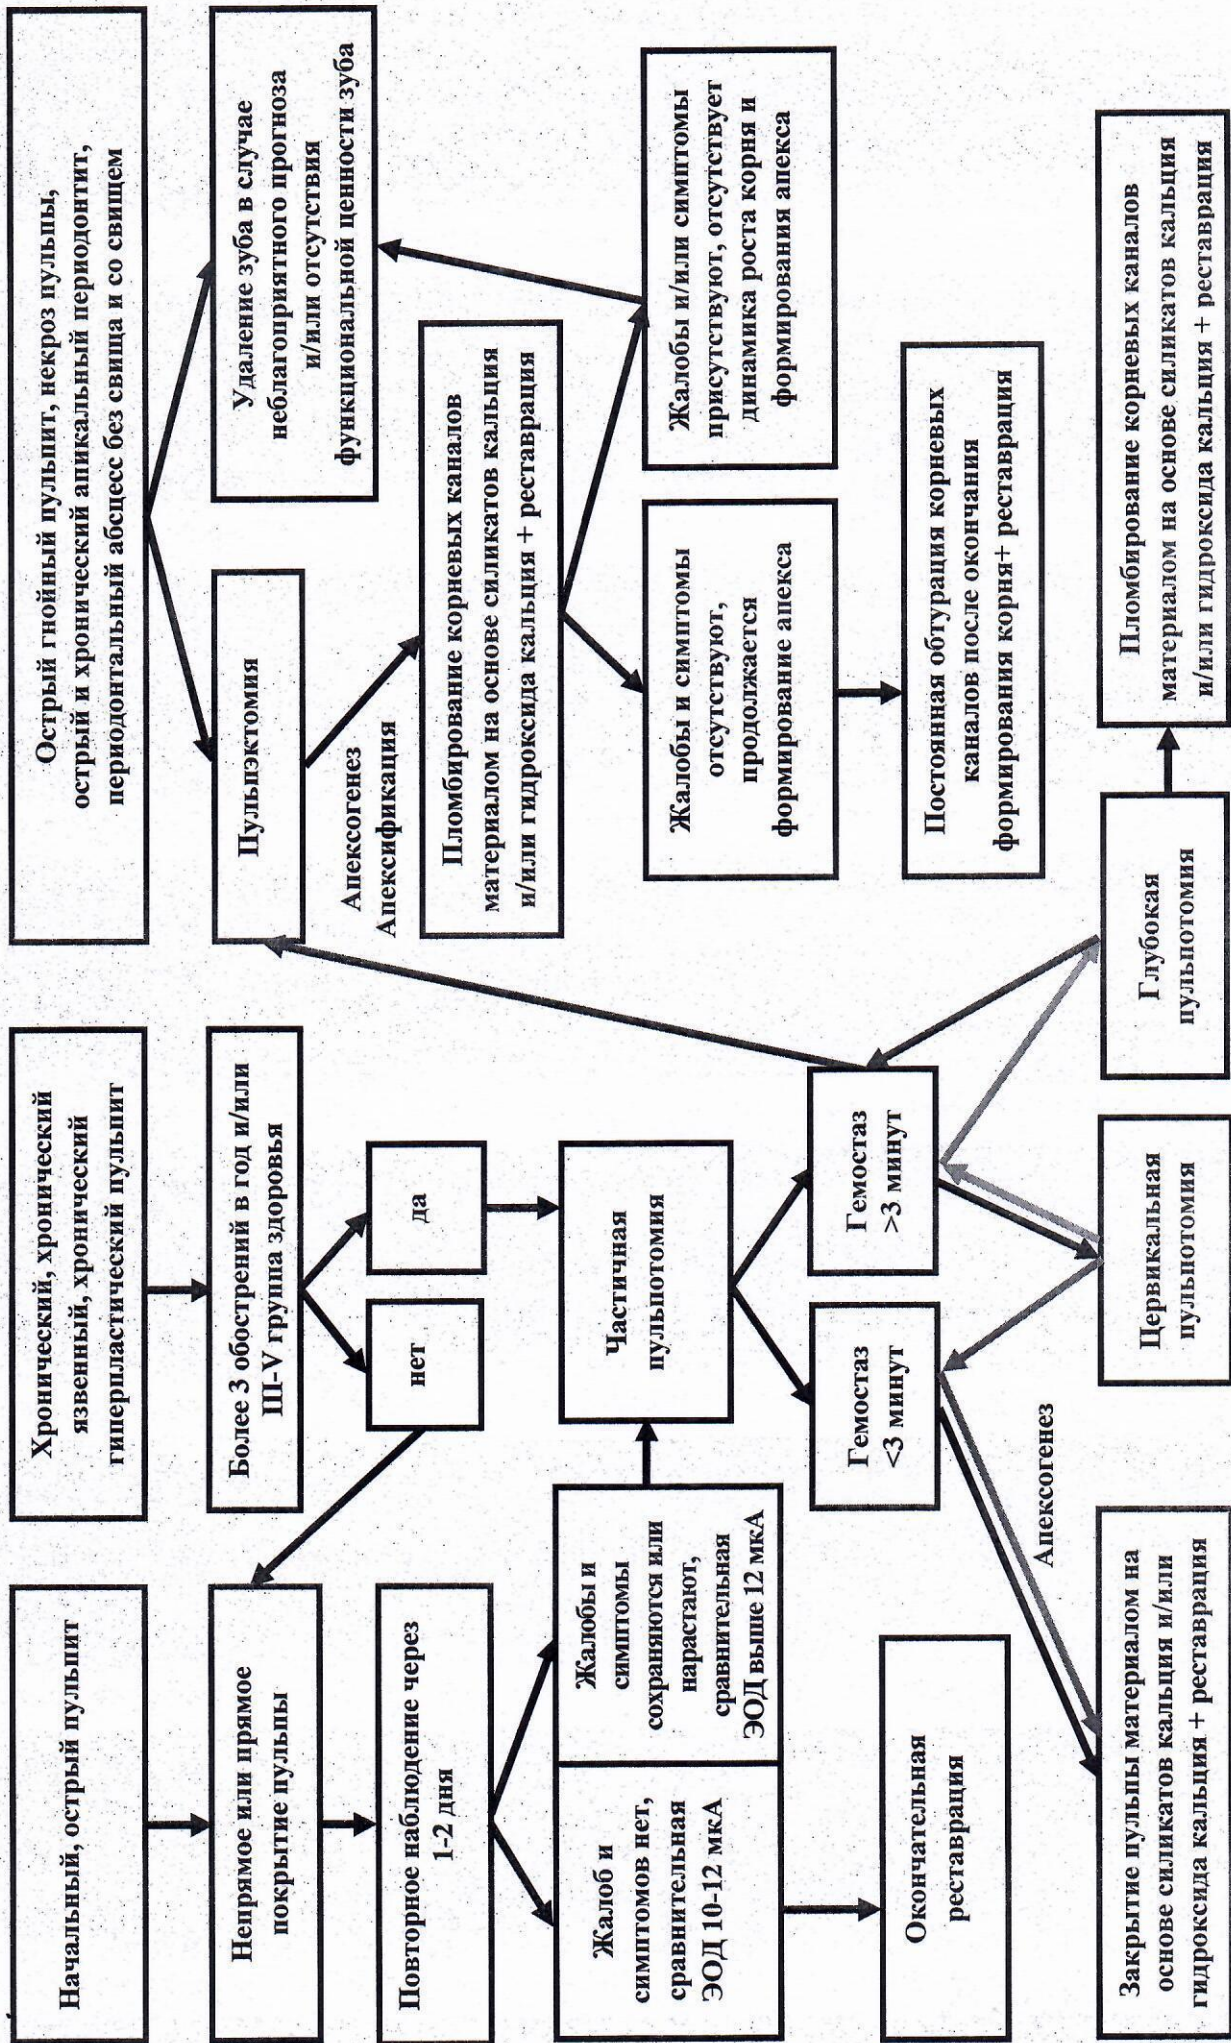 Начальный, острый пульпит
Непрямое или прямое
покрытие пульпы
Повторное наблюдение через
1-2 дня
Жалоб и
симптомов нет,
сравнительная
ЭОД 10-12 мкА
Жалобы и
симптомы
сохраняются или
нарастают,
сравнительная
ЭОД выше 12 мкА
Окончательная
реставрация
Закрытие пульпы материалом на
основе силикатов кальция и/или
гидроксида кальция + реставрация
Хронический, хронический
язвенный, хронический
гиперпластический пульпит
Более 3 обострений в год и/или
III-V группа здоровья
нет
да
Частичная
пульпотомия
Гемостаз
<3 минут
Гемостаз
>3 минут
Апексогенез
Цервикальная
пульпотомия
Глубокая
пульпотомия
Острый гнойный пульпит, некроз пульпы,
острый и хронический апикальный периодонтит,
периодонтальный абсцесс без свища и со свищем
Пульпэктомия
Удаление зуба в случае
неблагоприятного прогноза
и/или отсутствия
функциональной ценности зуба
Апексогенез
Апексификация
Пломбирование корневых каналов
материалом на основе силикатов кальция
и/или гидроксида кальция + реставрация
Жалобы и симптомы
отсутствуют,
продолжается
формирование апекса
Жалобы и/или симптомы
присутствуют, отсутствует
динамика роста корня и
формирования апекса
Постоянная обтурация корневых
каналов после окончания
формирования корня+ реставрация
Пломбирование корневых каналов
материалом на основе силикатов кальция
и/или гидроксида кальция + реставрация